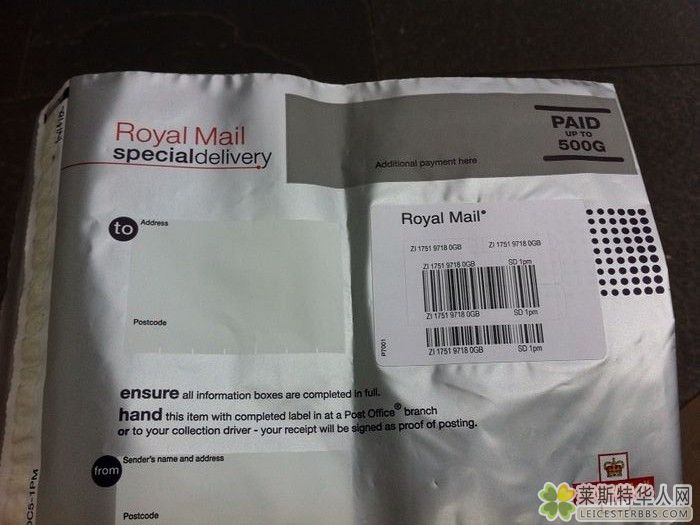 Royal Mail
specialdelivery
PAID
UP TO
500G
Additional payment here
to
Address
Postcode
Royal Mail
ZI 1751 9718 0GB
ZI 1751 9718 0GB
ZI 1751 9718 0GB SD 1pm
ZI 1751 9718 0GB SD 1pm
ZI 1751 9718 0GB SD 1pm
P7001
ensure all information boxes are completed in full.
hand this item with completed label in at a Post Office® branch
or to your collection driver - your receipt will be signed as proof of posting.
from
Sender's name and address
Postcode
DC5-1PM
莱斯特华人网
LEICESTERBBS.COM